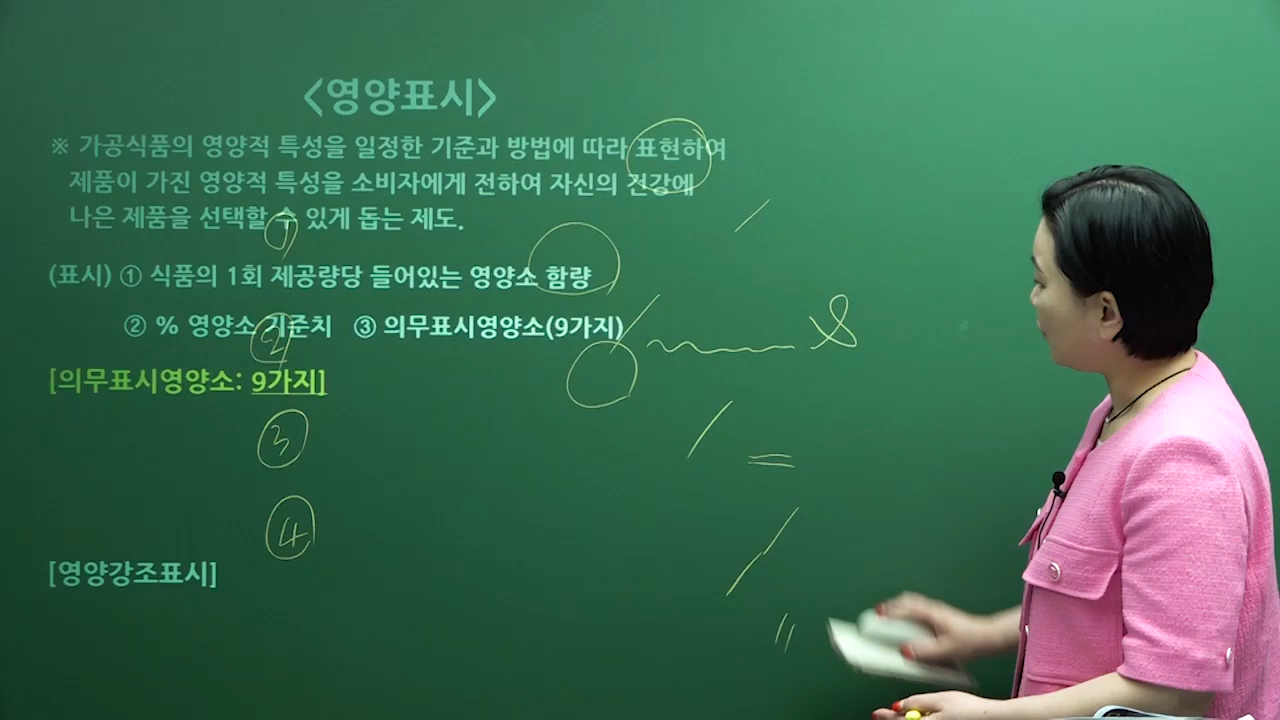 <영양표시>
※ 가공식품의 영양적 특성을 일정한 기준과 방법에 따라 표현하여
제품이 가진 영양적 특성을 소비자에게 전하여 자신의 건강에
나은 제품을 선택할 수 있게 돕는 제도.
(표시) ① 식품의 1회 제공량당 들어있는 영양소 함량
② % 영양소 기준치 ③ 의무표시영양소(9가지)
[의무표시영양소: 9가지]
③
④
[영양강조표시]